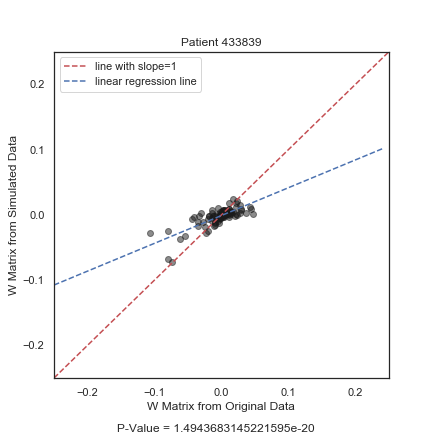 Patient 433839
line with slope=1
linear regression line
W Matrix from Simulated Data
0.2
0.1
0.0
−0.1
−0.2
−0.2 −0.1 0.0 0.1 0.2
W Matrix from Original Data
P-Value = 1.4943683145221595e-20